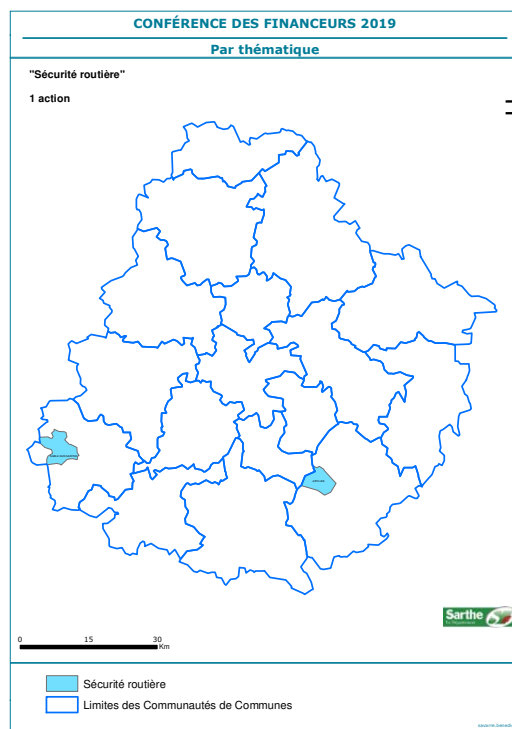 CONFÉRENCE DES FINANCEURS 2019
Par thématique
"Sécurité routière"
1 action
Sarthe
0 15 30
Km
Sécurité routière
Limites des Communautés de Communes